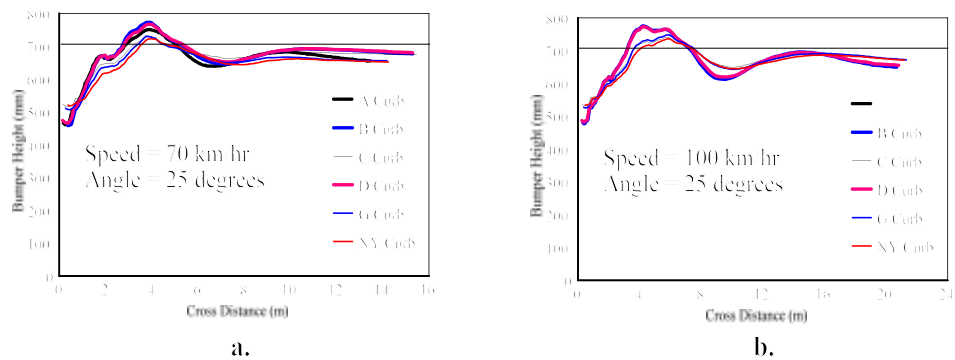 800
700
600
500
400
300
200
100
0
Bumper Height (mm)
Speed = 70 km hr
Angle = 25 degrees
A Curb
B Curb
C Curb
D Curb
G Curb
NY Curb
0 2 4 6 8 10 12 14 16
Cross Distance (m)
a.
800
700
600
500
400
300
200
100
0
Bumper Height (mm)
Speed = 100 km hr
Angle = 25 degrees
B Curb
C Curb
D Curb
G Curb
NY Curb
0 4 8 12 16 20 24
Cross Distance (m)
b.